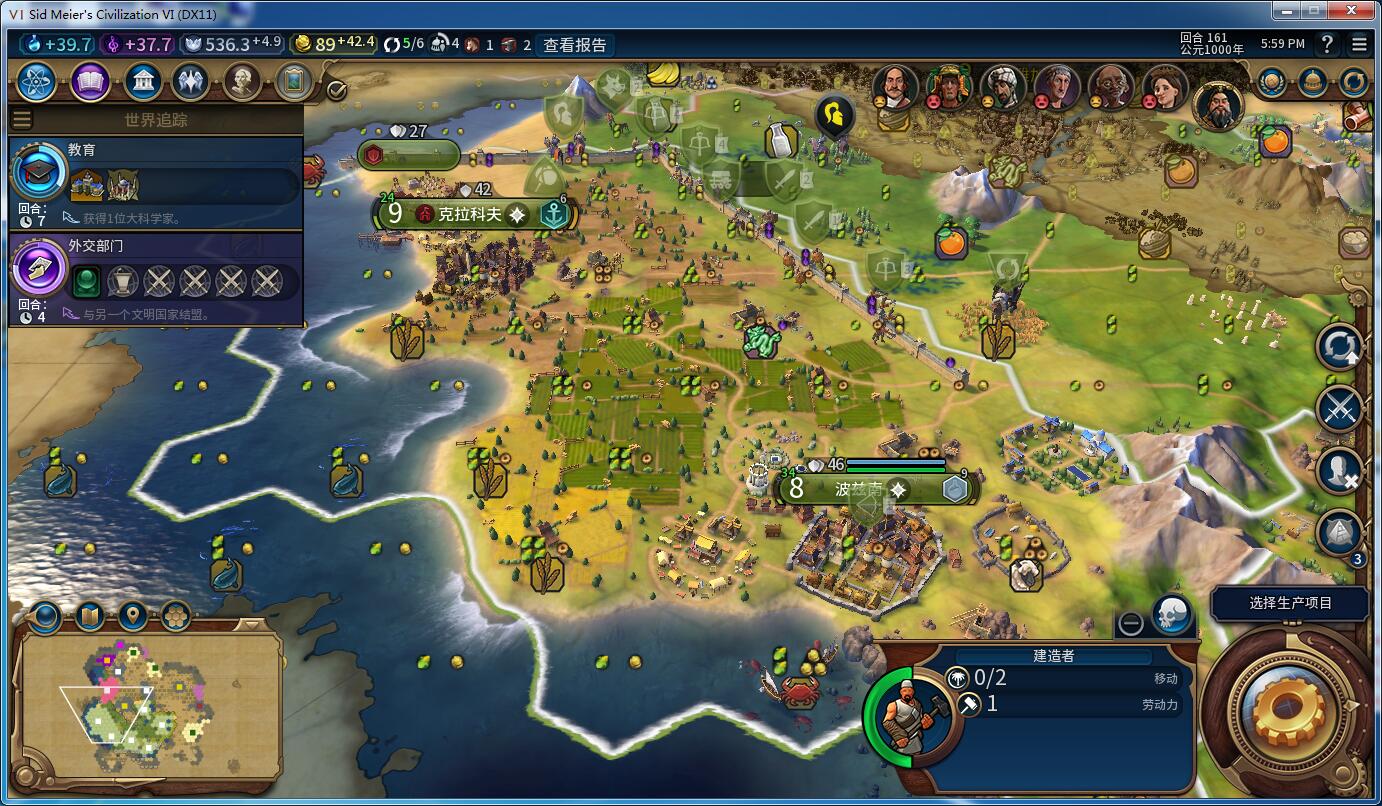 VI Sid Meier's Civilization VI (DX11)
+39.7 +37.7 536.3+4.9 89+42.4 5/6 4 1 2 查看报告
回合 161
公元1000年
5:59 PM ?
世界追踪
教育
回合:
7
获得1位大科学家。
外交部门
回合:
4
与另一个文明国家结盟。
27
42
24
9 克拉科夫 6
46
34
8 波兹南 9
3
选择生产项目
建造者
0/2 移动
1 劳动力